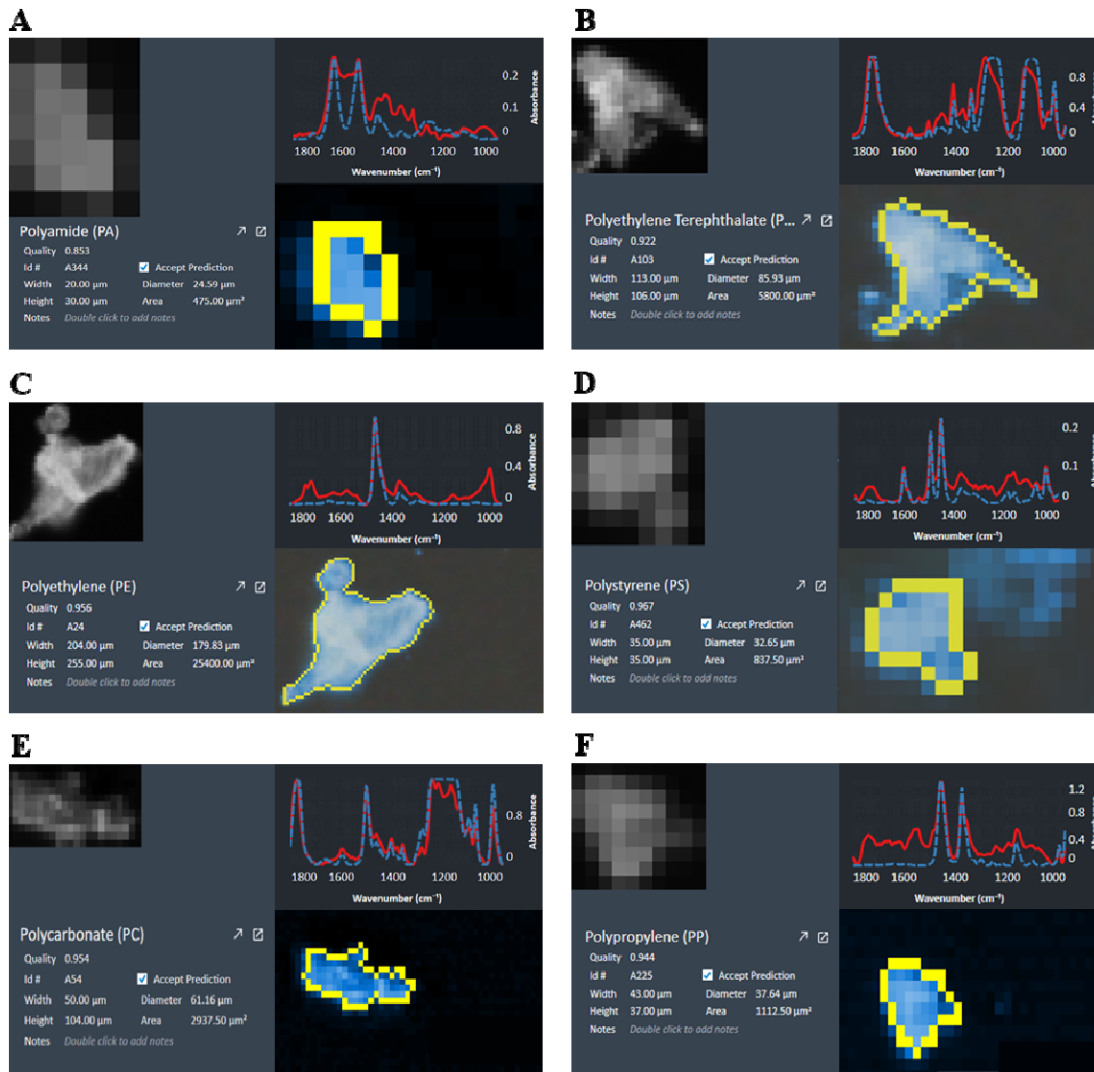 A
0.2
0.1
0
Absorbance
1800 1600 1400 1200 1000
Wavenumber (cm⁻¹)
Polyamide (PA)
Quality 0.853
Id # A344 Accept Prediction
Width 20.00 µm Diameter 24.59 µm
Height 30.00 µm Area 475.00 µm²
Notes Double click to add notes
B
0.8
0.4
0
Absorbance
1800 1600 1400 1200 1000
Wavenumber (cm⁻¹)
Polyethylene Terephthalate (P...
Quality 0.922
Id # A103 Accept Prediction
Width 113.00 µm Diameter 85.93 µm
Height 106.00 µm Area 5800.00 µm²
Notes Double click to add notes
C
0.8
0.4
0
Absorbance
1800 1600 1400 1200 1000
Wavenumber (cm⁻¹)
Polyethylene (PE)
Quality 0.956
Id # A24 Accept Prediction
Width 204.00 µm Diameter 179.83 µm
Height 255.00 µm Area 25400.00 µm²
Notes Double click to add notes
D
0.2
0.1
0
Absorbance
1800 1600 1400 1200 1000
Wavenumber (cm⁻¹)
Polystyrene (PS)
Quality 0.967
Id # A462 Accept Prediction
Width 35.00 µm Diameter 32.65 µm
Height 35.00 µm Area 837.50 µm²
Notes Double click to add notes
E
0.8
0
Absorbance
1800 1600 1400 1200 1000
Wavenumber (cm⁻¹)
Polycarbonate (PC)
Quality 0.954
Id # A54 Accept Prediction
Width 50.00 µm Diameter 61.16 µm
Height 104.00 µm Area 2937.50 µm²
Notes Double click to add notes
F
1.2
0.8
0.4
0
Absorbance
1800 1600 1400 1200 1000
Wavenumber (cm⁻¹)
Polypropylene (PP)
Quality 0.944
Id # A225 Accept Prediction
Width 43.00 µm Diameter 37.64 µm
Height 37.00 µm Area 1112.50 µm²
Notes Double click to add notes